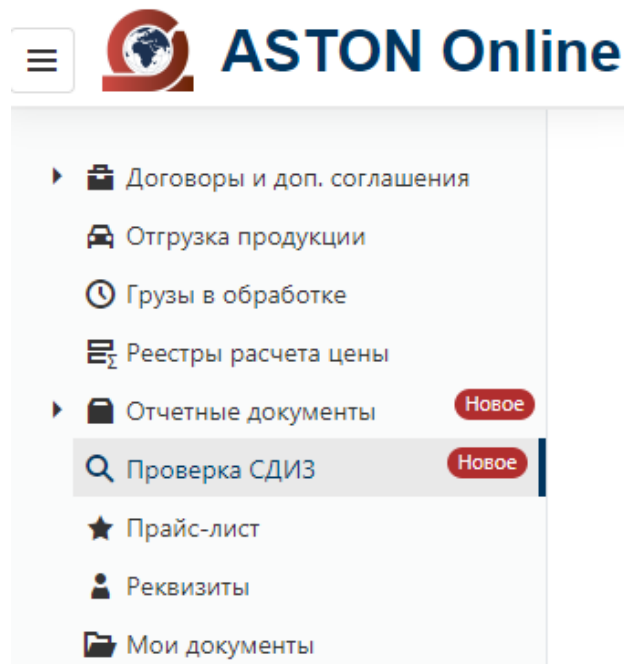 ASTON Online
Договоры и доп. соглашения
Отгрузка продукции
Грузы в обработке
Реестры расчета цены
Отчетные документы Новое
Проверка СДИЗ Новое
Прайс-лист
Реквизиты
Мои документы